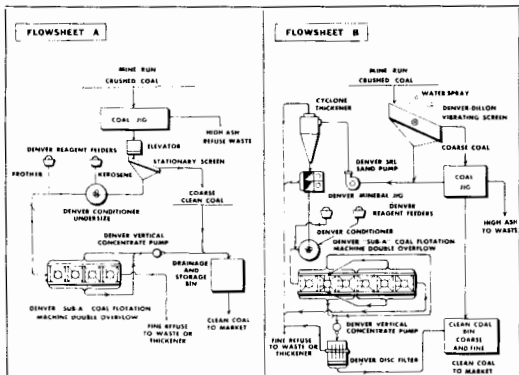 FLOWSHEET A
MINE RUN
CRUSHED COAL
COAL JIG
HIGH ASH
REFUSE WASTE
ELEVATOR
DENVER REAGENT FEEDERS
STATIONARY SCREEN
FROTHER
KEROSENE
COARSE
CLEAN COAL
DENVER CONDITIONER
UNDERSIZE
DENVER VERTICAL
CONCENTRATE PUMP
DRAINAGE
AND
STORAGE
BIN
DENVER SUB-A COAL FLOTATION
MACHINE DOUBLE OVERFLOW
FINE REFUSE
TO WASTE OR
THICKENER
CLEAN COAL
TO MARKET
FLOWSHEET B
MINE RUN
CRUSHED COAL
WATER SPRAY
CYCLONE
THICKENER
DENVER-DILLON
VIBRATING SCREEN
COARSE COAL
DENVER SRL
SAND PUMP
COAL
JIG
DENVER MINERAL JIG
DENVER
REAGENT FEEDERS
HIGH ASH
TO WASTE
DENVER CONDITIONER
DENVER "SUB-A" COAL FLOTATION
MACHINE DOUBLE OVERFLOW
FINE REFUSE
TO WASTE OR
THICKENER
DENVER VERTICAL
CONCENTRATE PUMP
DENVER DISC FILTER
CLEAN COAL
BIN
COARSE
AND FINE
CLEAN COAL
TO MARKET